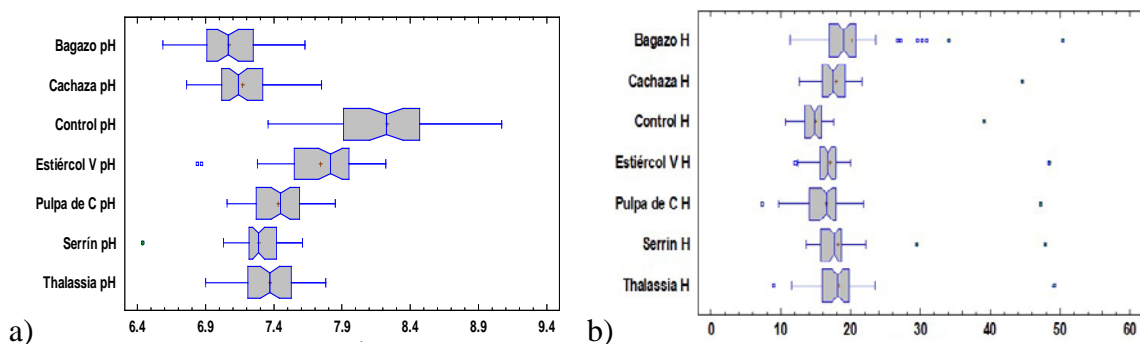 Bagazo pH
Cachaza pH
Control pH
Estiércol V pH
Pulpa de C pH
Serrín pH
Thalassia pH
6.4 6.9 7.4 7.9 8.4 8.9 9.4
a)
Bagazo H
Cachaza H
Control H
Estiércol V H
Pulpa de C H
Serrin H
Thalassia H
0 10 20 30 40 50 60
b)